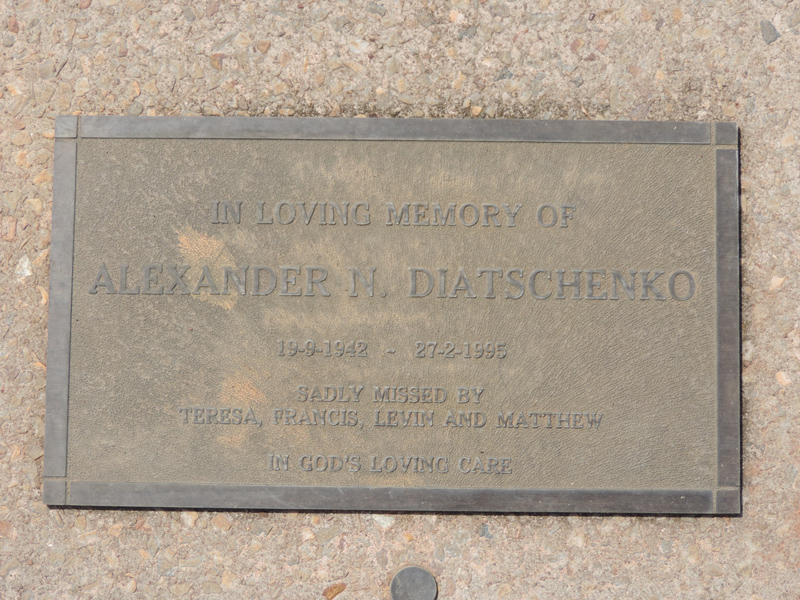 IN LOVING MEMORY OF
ALEXANDER N. DIATSCHENKO
19-9-1942 - 27-2-1995
SADLY MISSED BY
TERESA, FRANCIS, LEVIN AND MATTHEW
IN GOD'S LOVING CARE